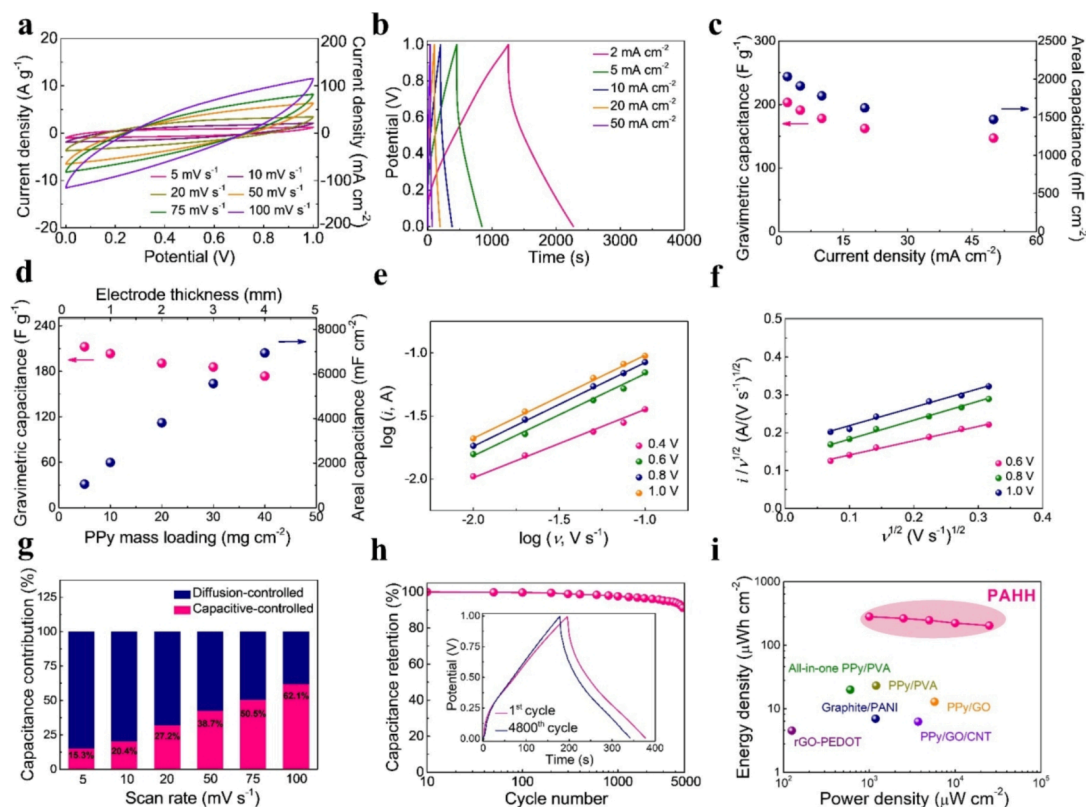 a
Current density (A g⁻¹)
20
10
0
-10
-20
200
100
0
-100
-200
Current density (mA cm⁻²)
5 mV s⁻¹ 10 mV s⁻¹
20 mV s⁻¹ 50 mV s⁻¹
75 mV s⁻¹ 100 mV s⁻¹
0.0 0.2 0.4 0.6 0.8 1.0
Potential (V)
b
Potential (V)
1.0
0.8
0.6
0.4
0.2
0.0
2 mA cm⁻²
5 mA cm⁻²
10 mA cm⁻²
20 mA cm⁻²
50 mA cm⁻²
0 1000 2000 3000 4000
Time (s)
c
Gravimetric capacitance (F g⁻¹)
300
200
100
0
2500
2000
1500
1000
500
0
Areal capacitance (mF cm⁻²)
0 15 30 45 60
Current density (mA cm⁻²)
d
Electrode thickness (mm)
0 1 2 3 4 5
Gravimetric capacitance (F g⁻¹)
240
180
120
60
0
8000
6000
4000
2000
0
Areal capacitance (mF cm⁻²)
0 10 20 30 40 50
PPy mass loading (mg cm⁻²)
e
log (i, A)
-1.0
-1.5
-2.0
0.4 V
0.6 V
0.8 V
1.0 V
-2.0 -1.8 -1.6 -1.4 -1.2 -1.0
log (ν, V s⁻¹)
f
i / ν¹/² (A/(V s⁻¹)¹/²)
0.5
0.4
0.3
0.2
0.1
0.0
0.6 V
0.8 V
1.0 V
0.0 0.1 0.2 0.3 0.4
ν¹/² (V s⁻¹)¹/²
g
Capacitance contribution (%)
125
100
75
50
25
0
Diffusion-controlled
Capacitive-controlled
15.3% 20.4% 27.2% 38.7% 50.5% 62.1%
5 10 20 50 75 100
Scan rate (mV s⁻¹)
h
Capacitance retention (%)
100
80
60
40
20
0
Potential (V)
1.0
0.8
0.6
0.4
0.2
0.0
1ˢᵗ cycle
4800ᵗʰ cycle
0 100 200 300 400
Time (s)
10 100 1000 5000
Cycle number
i
Energy density (μWh cm⁻²)
1000
100
10
1
PAHH
All-in-one PPy/PVA
PPy/PVA
Graphite/PANI
PPy/GO
rGO-PEDOT
PPy/GO/CNT
10² 10³ 10⁴ 10⁵
Power density (μW cm⁻²)